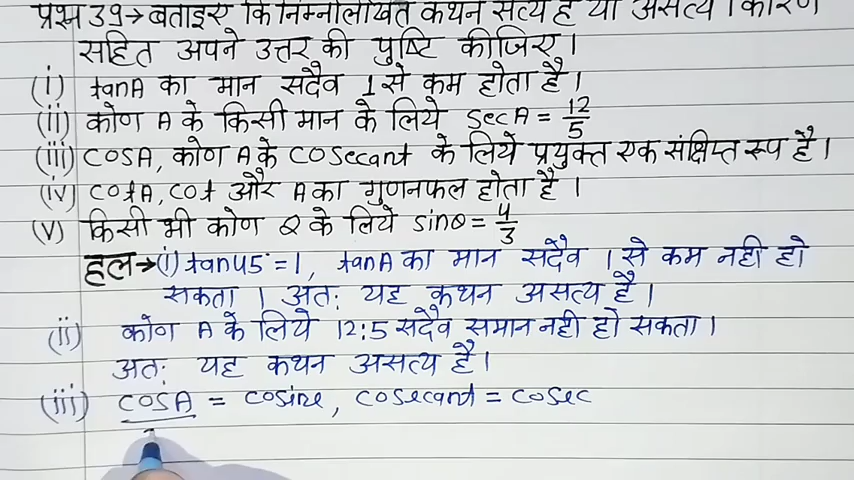 प्रश्न 39→ बताइए कि निम्नलिखित कथन सत्य है या असत्य । कारण
सहित अपने उत्तर की पुष्टि कीजिए ।
(i) tanA का मान सदैव 1 से कम होता है ।
(ii) कोण A के किसी मान के लिये secA = 12/5
(iii) cosA, कोण A के cosecant के लिये प्रयुक्त एक संक्षिप्त रूप है ।
(iv) cotA, cot और A का गुणनफल होता है ।
(v) किसी भी कोण Q के लिये sinθ = 4/3
हल→(i) tan45 = 1, tanA का मान सदैव 1 से कम नही हो
सकता । अतः यह कथन असत्य है ।
(ii) कोण A के लिये 12:5 सदैव समान नही हो सकता ।
अतः यह कथन असत्य है ।
(iii) cosA = cosine, cosecant = cosec